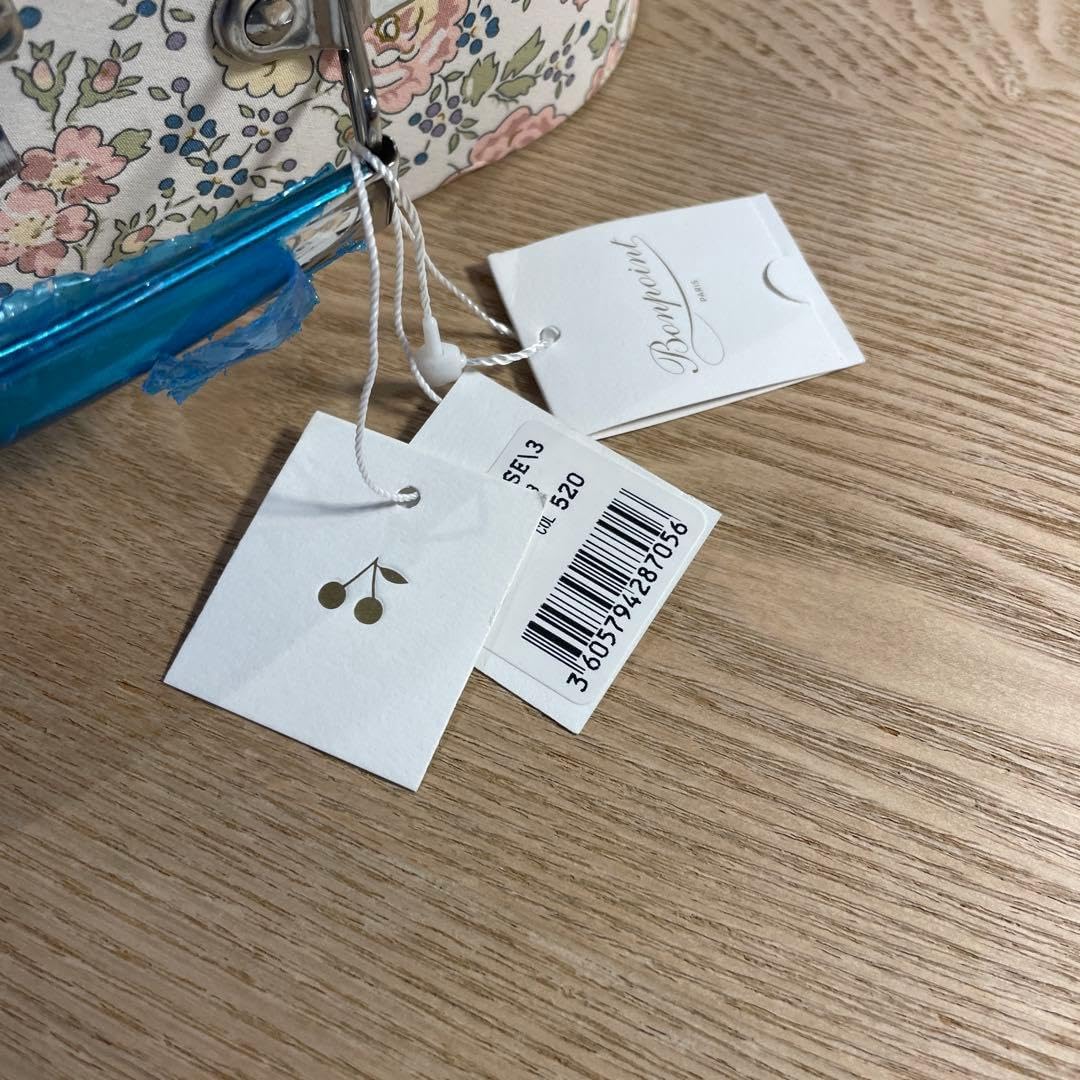 Bonpoint
PARIS
SE\3
COL 520
3605794287056